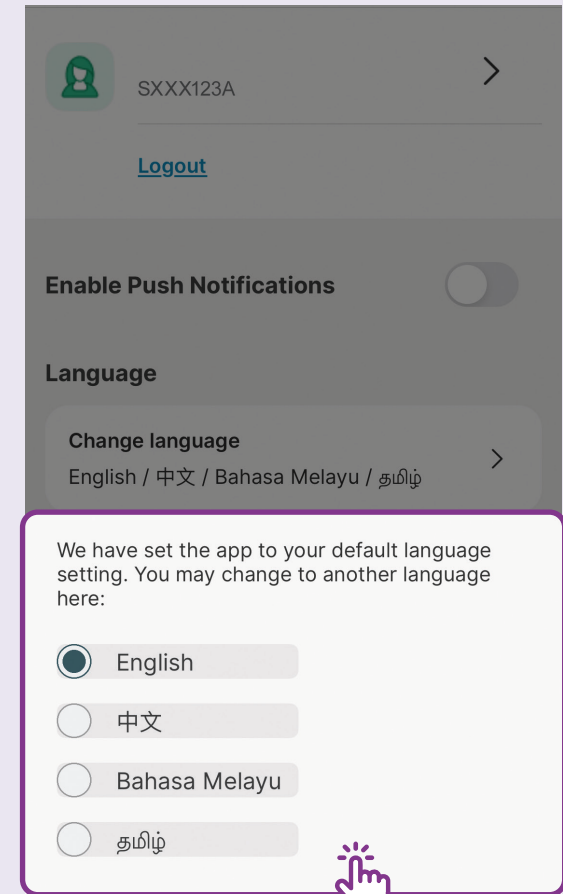 SXXX123A
Logout
Enable Push Notifications
Language
Change language
English / 中文 / Bahasa Melayu / தமிழ்
We have set the app to your default language
setting. You may change to another language
here:
English
中文
Bahasa Melayu
தமிழ்